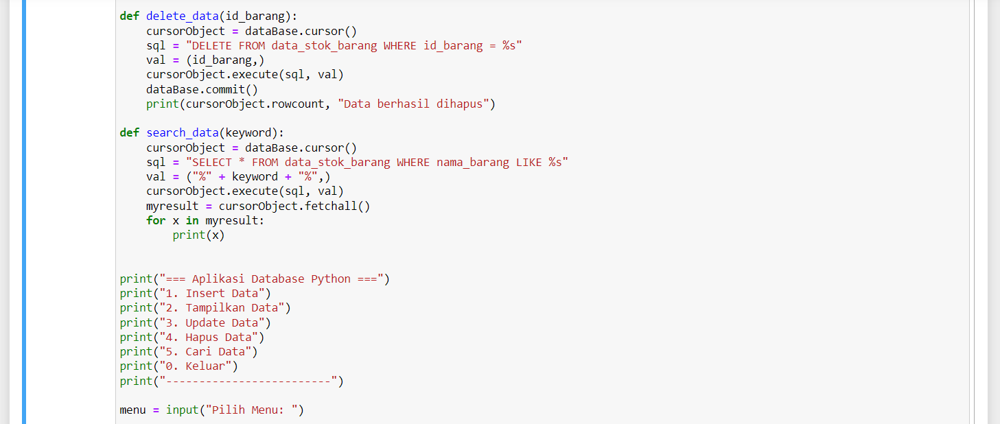 def delete_data(id_barang):
    cursorObject = dataBase.cursor()
    sql = "DELETE FROM data_stok_barang WHERE id_barang = %s"
    val = (id_barang,)
    cursorObject.execute(sql, val)
    dataBase.commit()
    print(cursorObject.rowcount, "Data berhasil dihapus")

def search_data(keyword):
    cursorObject = dataBase.cursor()
    sql = "SELECT * FROM data_stok_barang WHERE nama_barang LIKE %s"
    val = ("%" + keyword + "%",)
    cursorObject.execute(sql, val)
    myresult = cursorObject.fetchall()
    for x in myresult:
        print(x)


print("=== Aplikasi Database Python ===")
print("1. Insert Data")
print("2. Tampilkan Data")
print("3. Update Data")
print("4. Hapus Data")
print("5. Cari Data")
print("0. Keluar")
print("-------------------------")

menu = input("Pilih Menu: ")